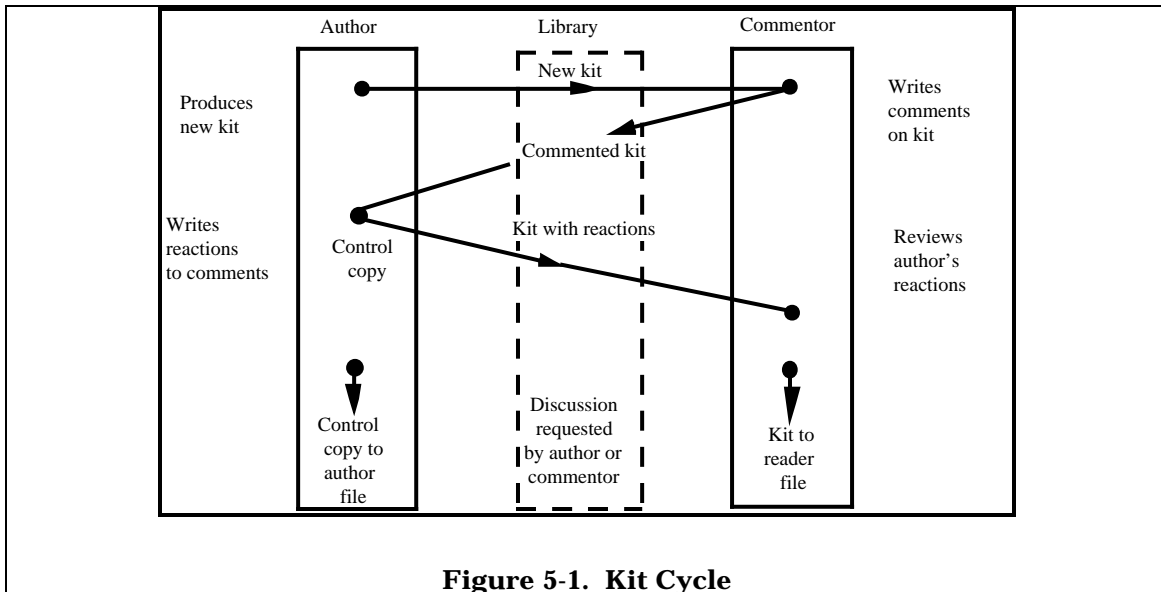 Author
Library
Commentor
New kit
Produces
new kit
Writes
comments
on kit
Commented kit
Writes
reactions
to comments
Control
copy
Kit with reactions
Reviews
author’s
reactions
Control
copy to
author
file
Discussion
requested
by author or
commentor
Kit to
reader
file
Figure 5-1. Kit Cycle